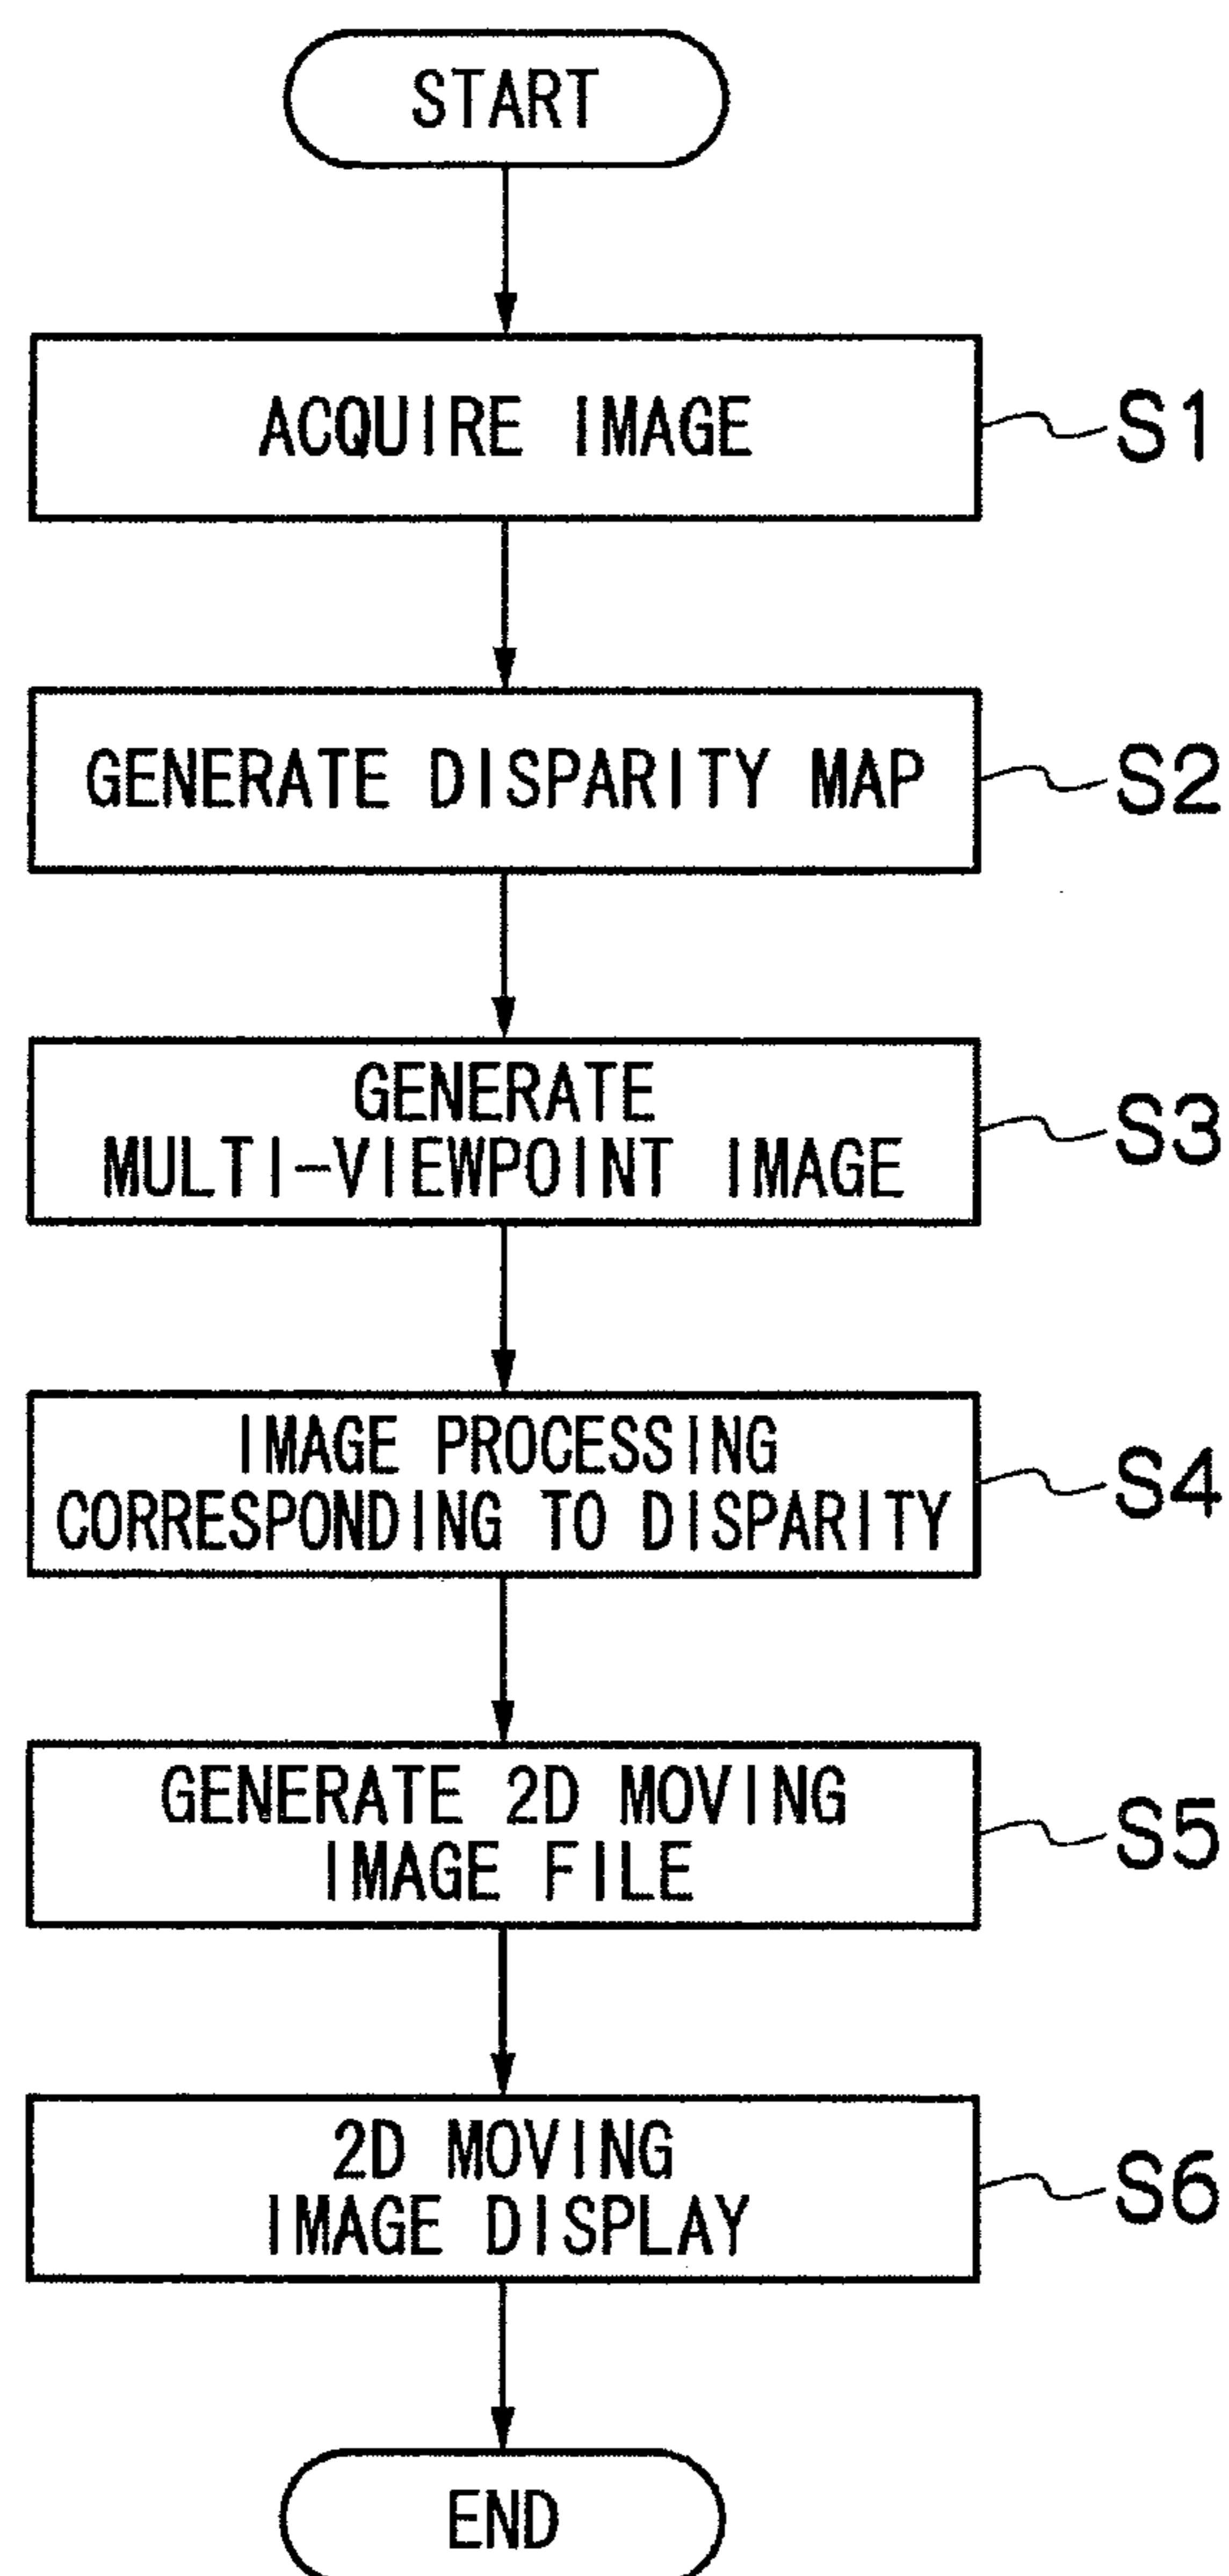 START
ACQUIRE IMAGE
S1
GENERATE DISPARITY MAP
S2
GENERATE
MULTI-VIEWPOINT IMAGE
S3
IMAGE PROCESSING
CORRESPONDING TO DISPARITY
S4
GENERATE 2D MOVING
IMAGE FILE
S5
2D MOVING
IMAGE DISPLAY
S6
END